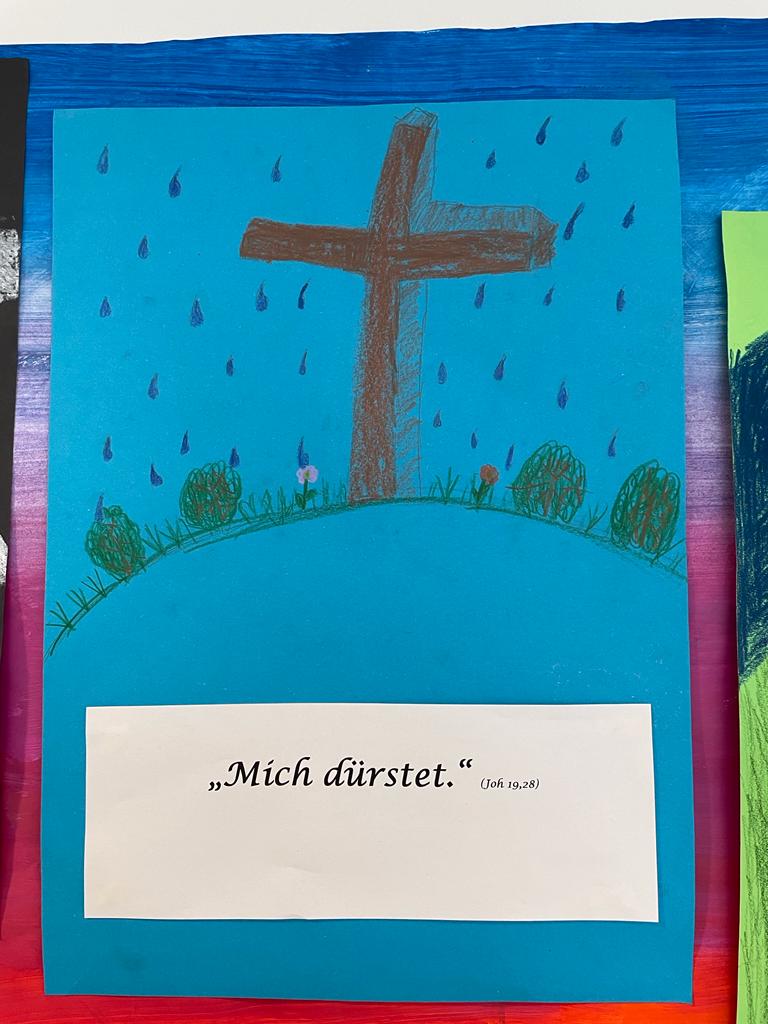 „Mich dürstet.“ (Joh 19,28)